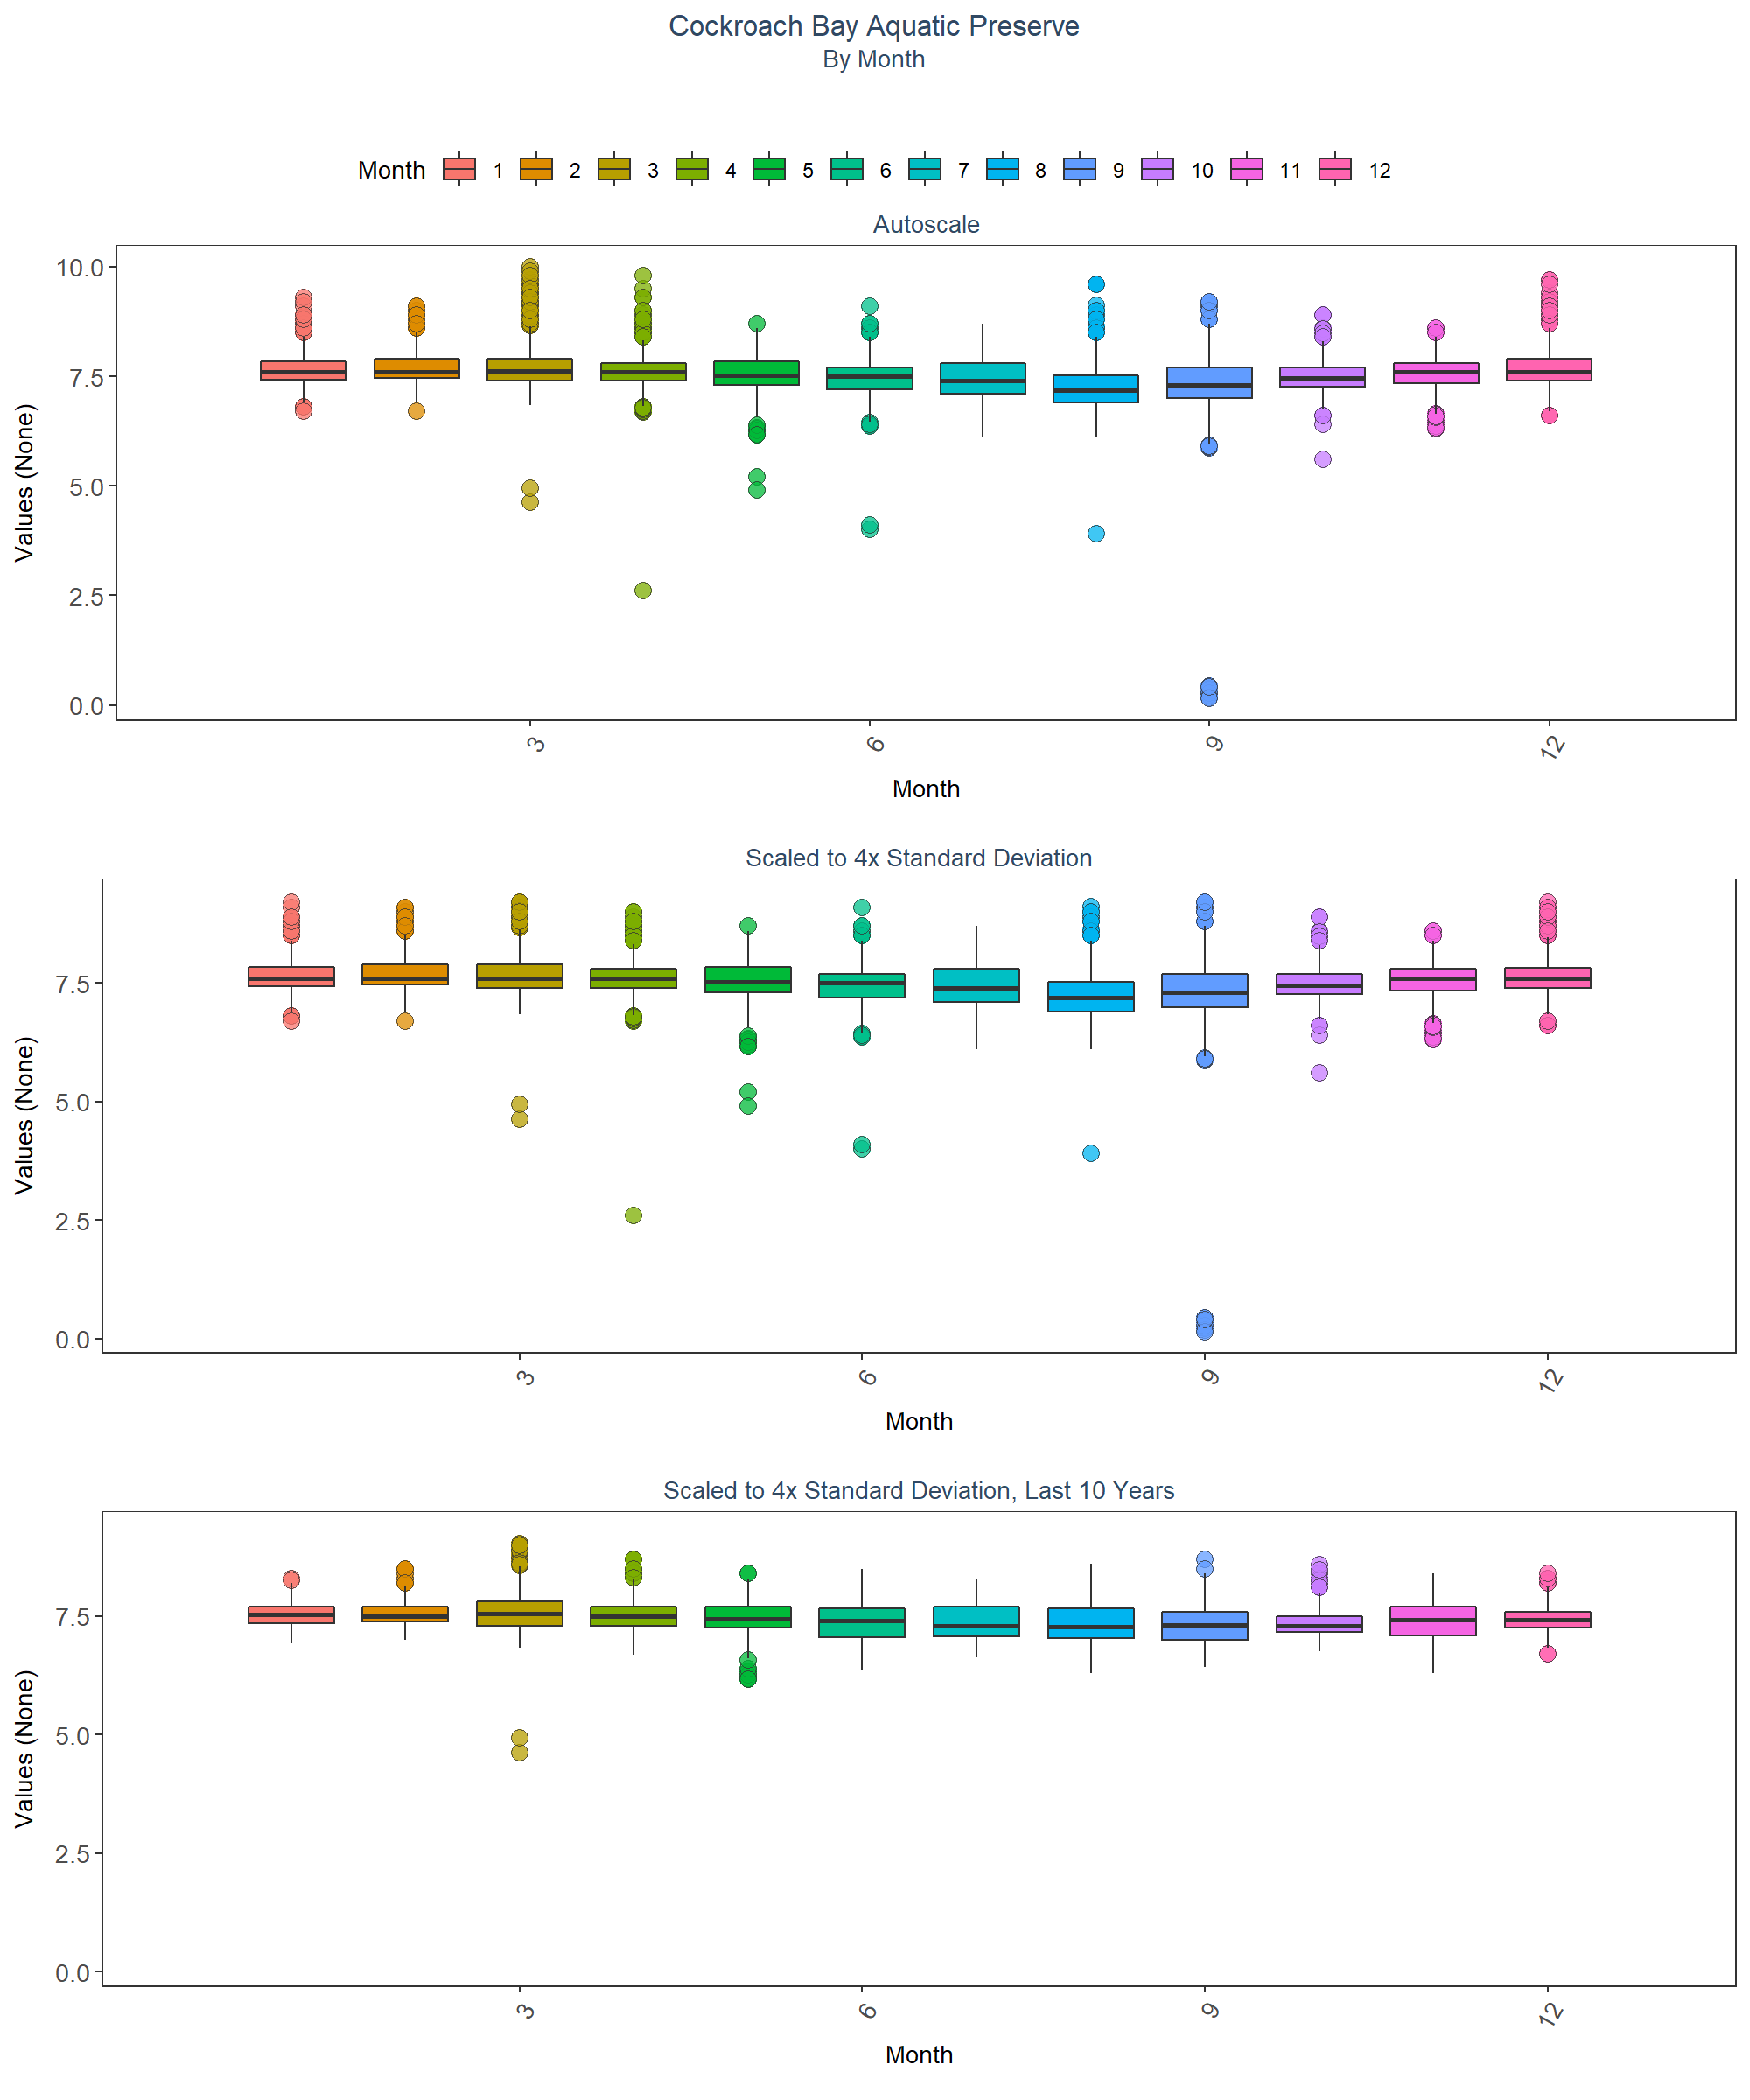 Cockroach Bay Aquatic Preserve
By Month
Month 1 2 3 4 5 6 7 8 9 10 11 12
Autoscale
Values (None)
10.0
7.5
5.0
2.5
0.0
3 6 9 12
Month
Scaled to 4x Standard Deviation
Values (None)
7.5
5.0
2.5
0.0
3 6 9 12
Month
Scaled to 4x Standard Deviation, Last 10 Years
Values (None)
7.5
5.0
2.5
0.0
3 6 9 12
Month